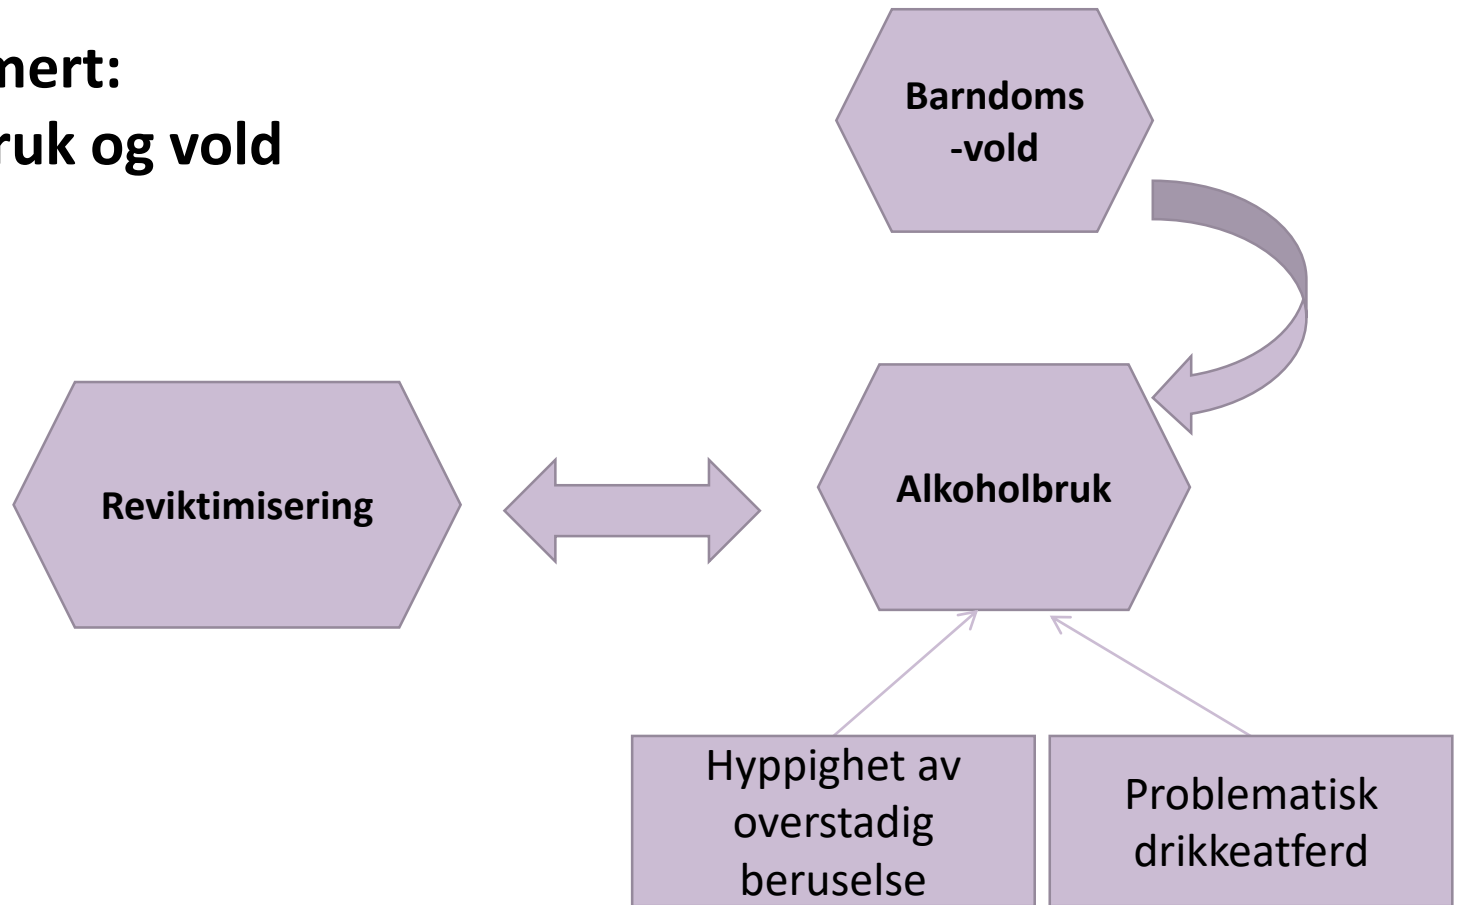 mert:
ruk og vold
Barndoms
-vold
Reviktimisering
Alkoholbruk
Hyppighet av
overstadig
beruselse
Problematisk
drikkeatferd